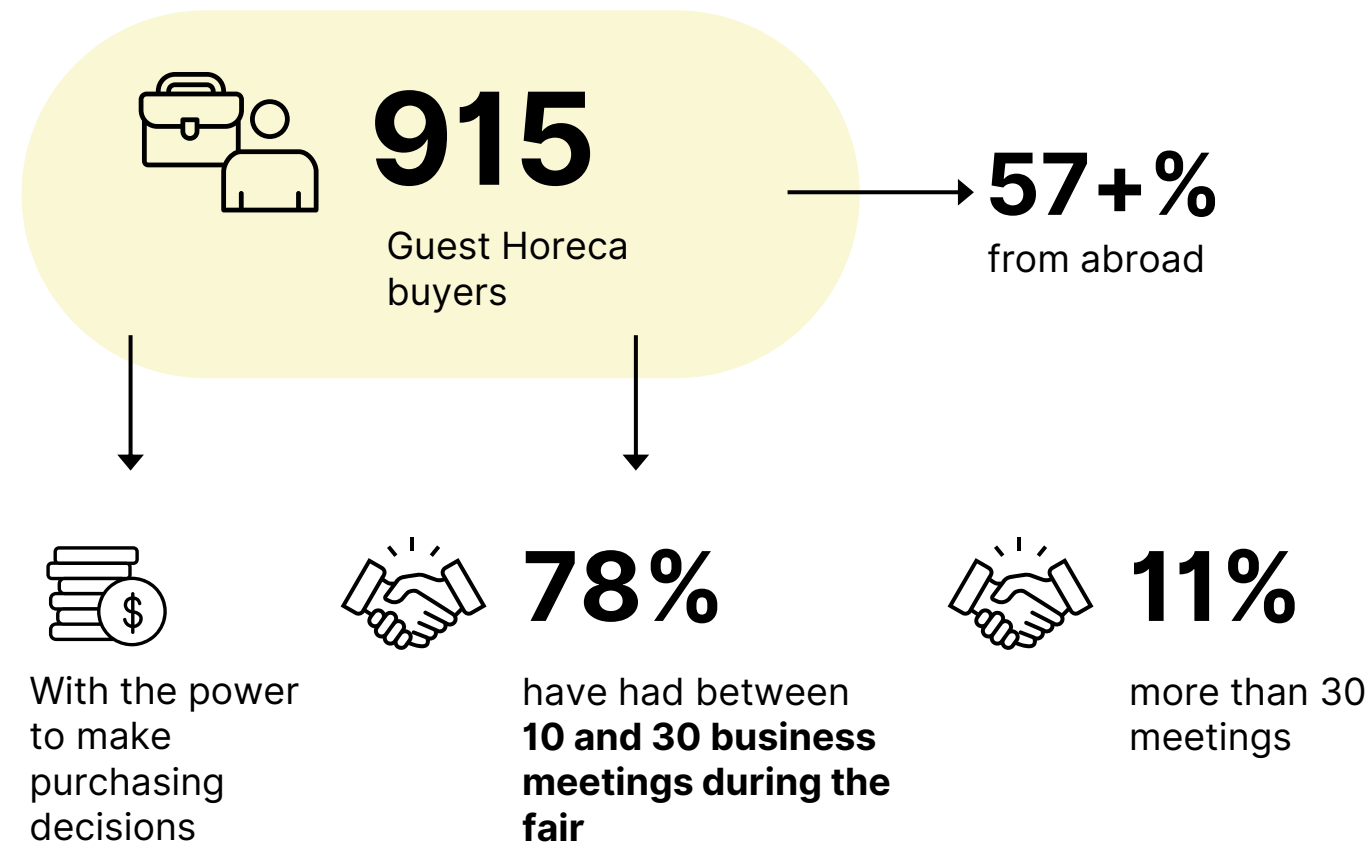 915
Guest Horeca
buyers
57+%
from abroad
$
With the power
to make
purchasing
decisions
78%
have had between
10 and 30 business
meetings during the
fair
11%
more than 30
meetings